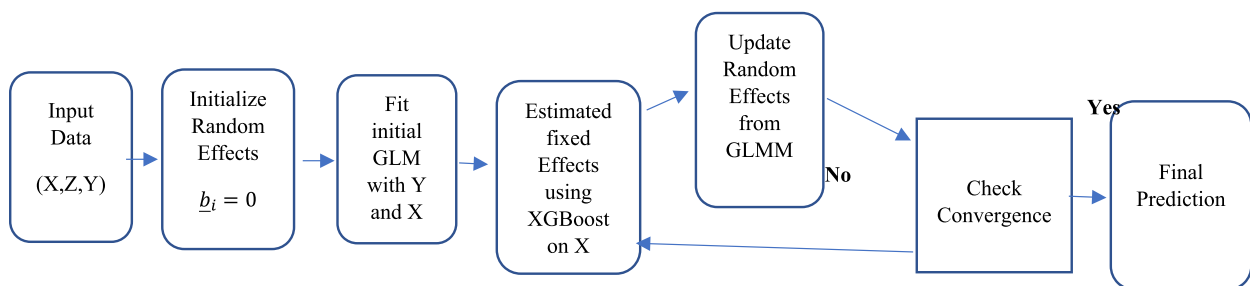 Input
Data
(X,Z,Y)
Initialize
Random
Effects
b̲ᵢ = 0
Fit
initial
GLM
with Y
and X
Estimated
fixed
Effects
using
XGBoost
on X
Update
Random
Effects
from
GLMM
No
Check
Convergence
Yes
Final
Prediction